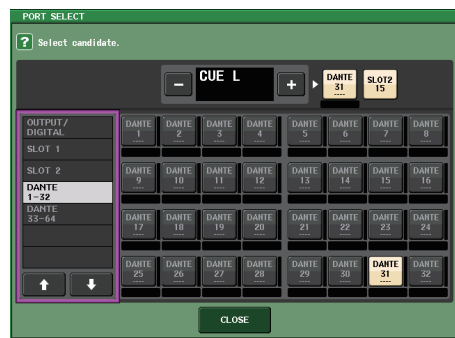 PORT SELECT
? Select candidate.
− CUE L + DANTE 31 ---- SLOT2 15
OUTPUT/
DIGITAL
SLOT 1
SLOT 2
DANTE
1-32
DANTE
33-64
DANTE 1 ---- DANTE 2 ---- DANTE 3 ---- DANTE 4 ---- DANTE 5 ---- DANTE 6 ---- DANTE 7 ---- DANTE 8 ----
DANTE 9 ---- DANTE 10 ---- DANTE 11 ---- DANTE 12 ---- DANTE 13 ---- DANTE 14 ---- DANTE 15 ---- DANTE 16 ----
DANTE 17 ---- DANTE 18 ---- DANTE 19 ---- DANTE 20 ---- DANTE 21 ---- DANTE 22 ---- DANTE 23 ---- DANTE 24 ----
DANTE 25 ---- DANTE 26 ---- DANTE 27 ---- DANTE 28 ---- DANTE 29 ---- DANTE 30 ---- DANTE 31 ---- DANTE 32 ----
CLOSE